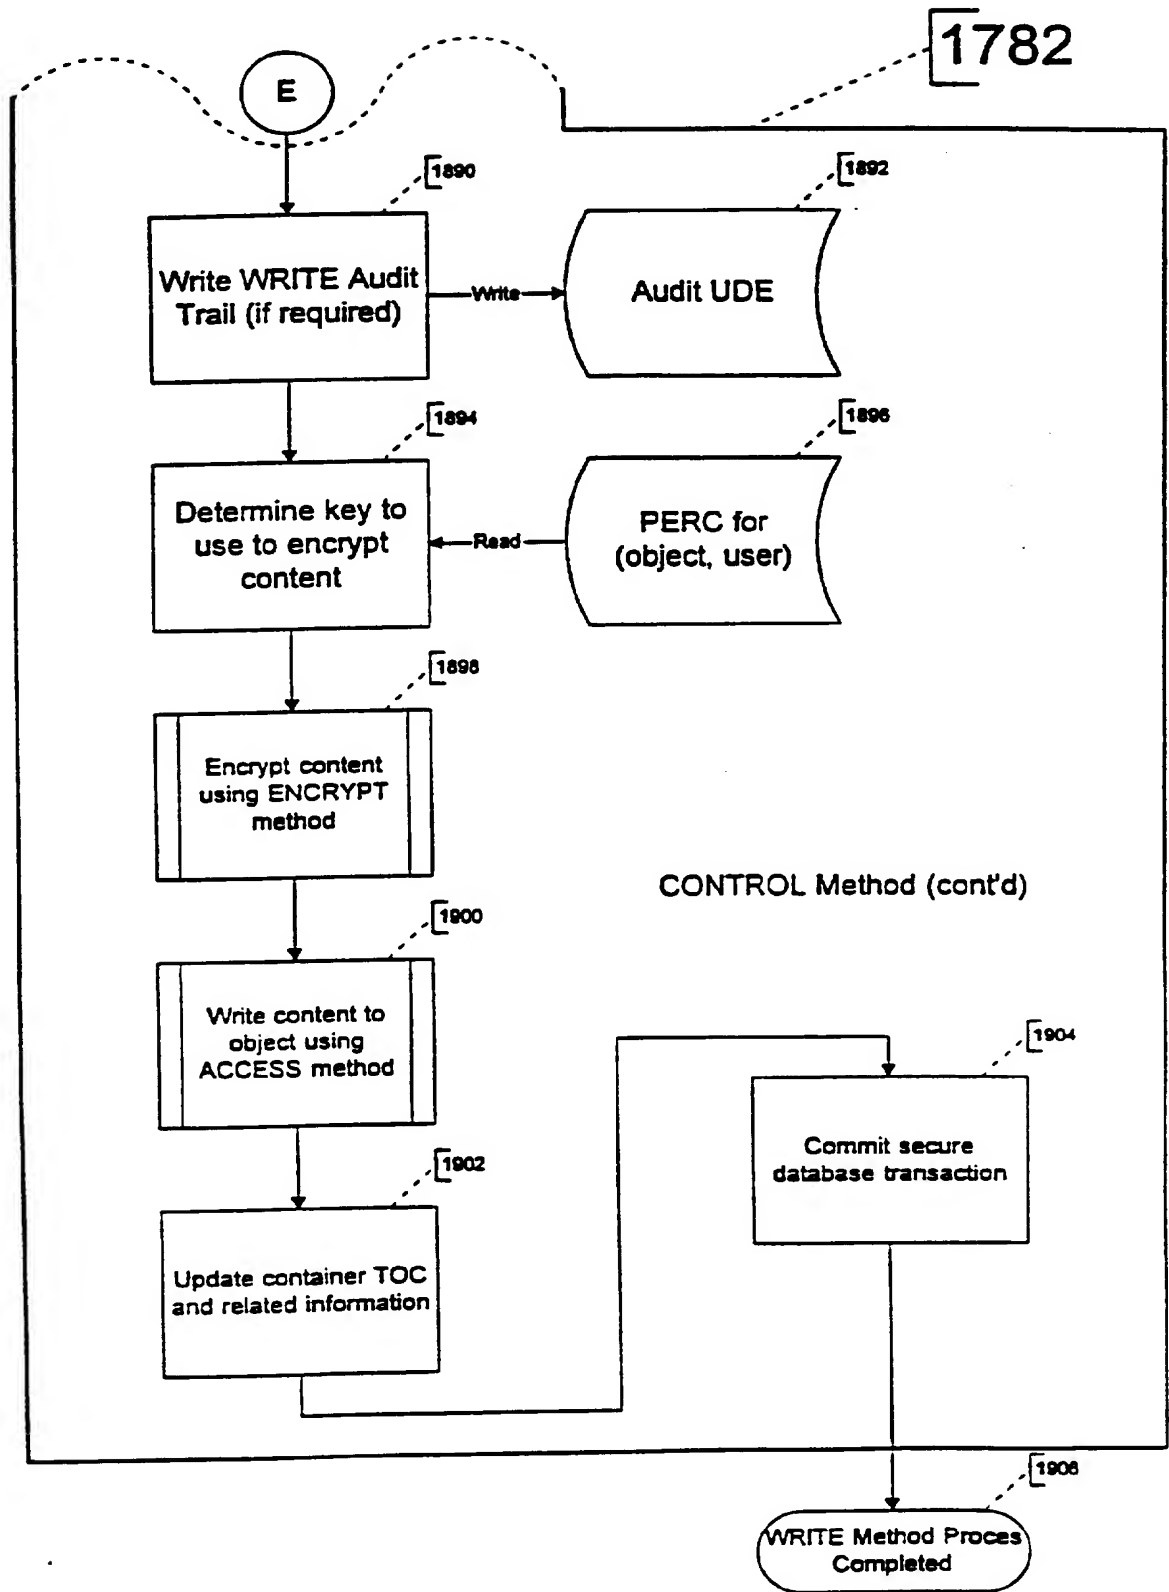 1782
E
1890
1892
Write WRITE Audit
Trail (if required)
Write
Audit UDE
1894
1896
Determine key to
use to encrypt
content
Read
PERC for
(object, user)
1898
Encrypt content
using ENCRYPT
method
CONTROL Method (cont'd)
1900
Write content to
object using
ACCESS method
1904
Commit secure
database transaction
1902
Update container TOC
and related information
1906
WRITE Method Proces
Completed